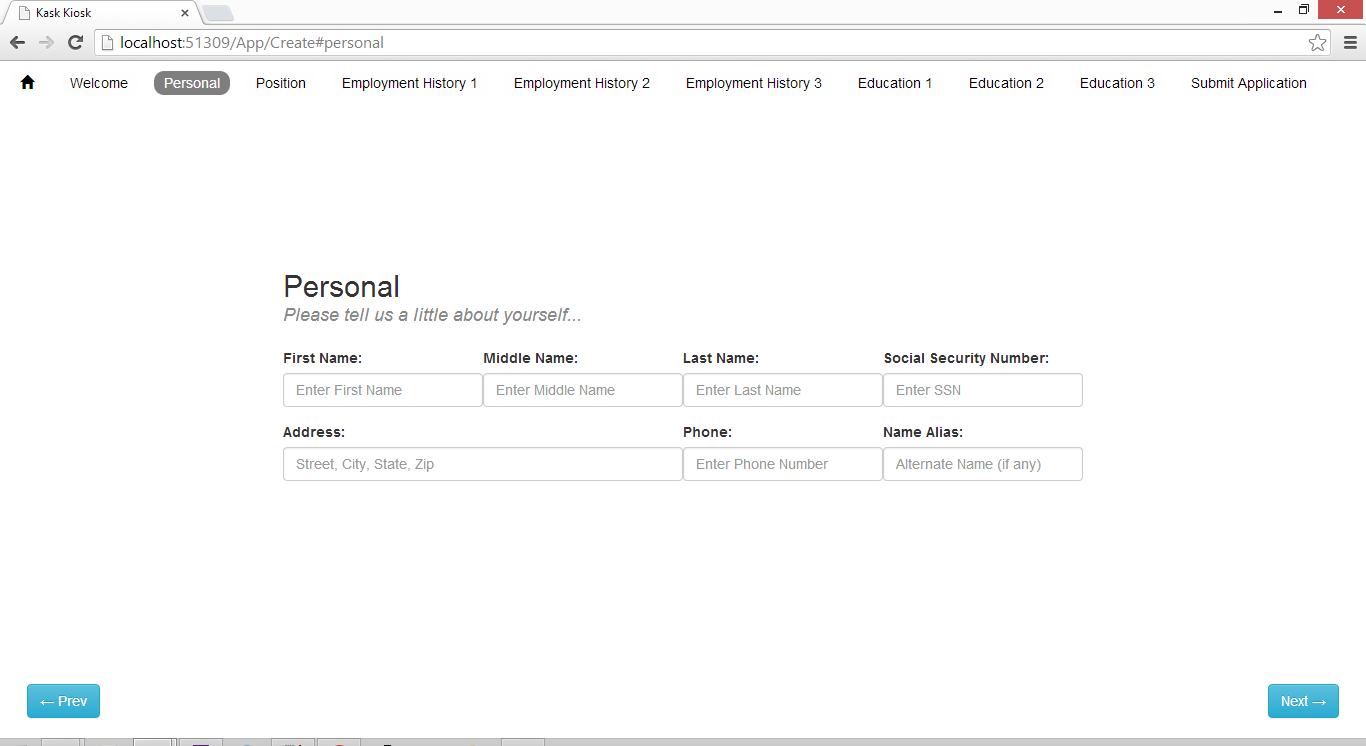 Kask Kiosk
localhost:51309/App/Create#personal
Welcome Personal Position Employment History 1 Employment History 2 Employment History 3 Education 1 Education 2 Education 3 Submit Application
Personal
Please tell us a little about yourself...
First Name: Middle Name: Last Name: Social Security Number:
Enter First Name Enter Middle Name Enter Last Name Enter SSN
Address: Phone: Name Alias:
Street, City, State, Zip Enter Phone Number Alternate Name (if any)
← Prev Next →